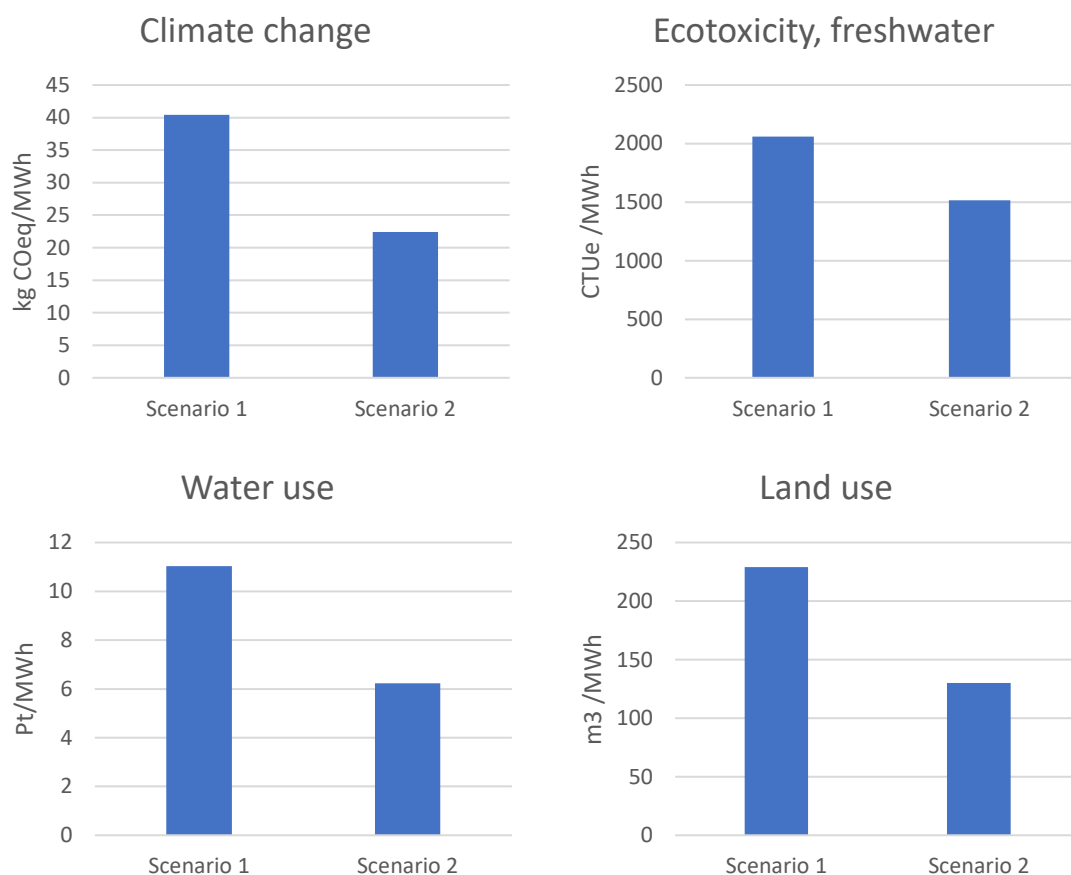 Climate change
kg COeq/MWh
45
40
35
30
25
20
15
10
5
0
Scenario 1 Scenario 2
Ecotoxicity, freshwater
CTUe /MWh
2500
2000
1500
1000
500
0
Scenario 1 Scenario 2
Water use
Pt/MWh
12
10
8
6
4
2
0
Scenario 1 Scenario 2
Land use
m3 /MWh
250
200
150
100
50
0
Scenario 1 Scenario 2